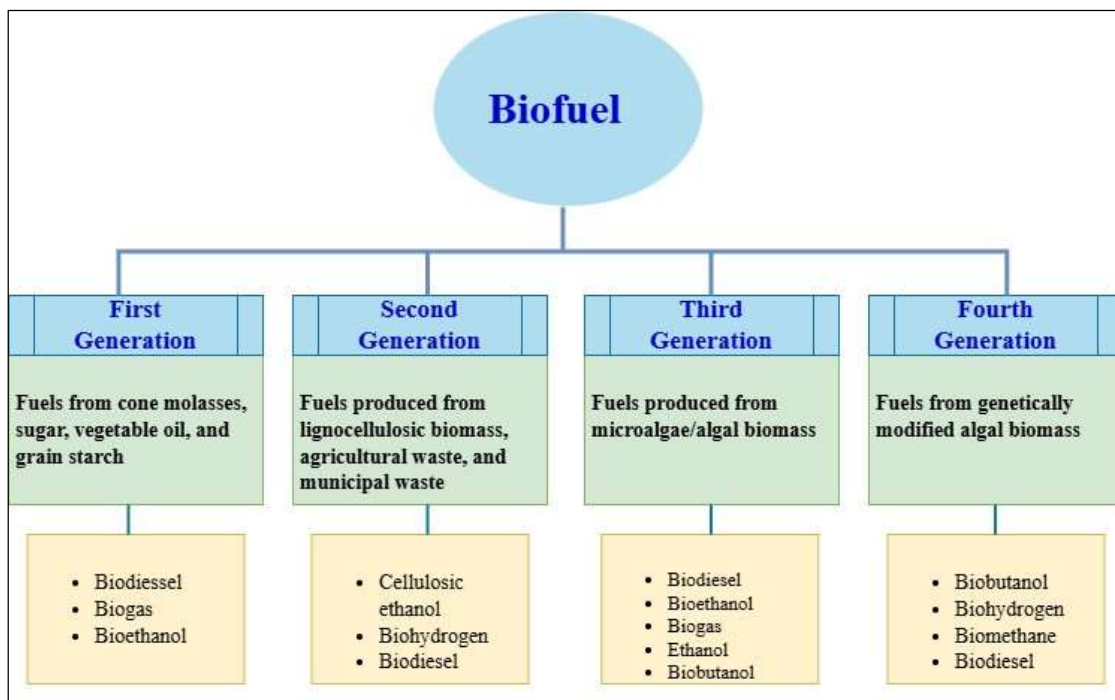 Biofuel
First
Generation
Fuels from cone molasses,
sugar, vegetable oil, and
grain starch
• Biodiessel
• Biogas
• Bioethanol
Second
Generation
Fuels produced from
lignocellulosic biomass,
agricultural waste, and
municipal waste
• Cellulosic
ethanol
• Biohydrogen
• Biodiesel
Third
Generation
Fuels produced from
microalgae/algal biomass
• Biodiesel
• Bioethanol
• Biogas
• Ethanol
• Biobutanol
Fourth
Generation
Fuels from genetically
modified algal biomass
• Biobutanol
• Biohydrogen
• Biomethane
• Biodiesel